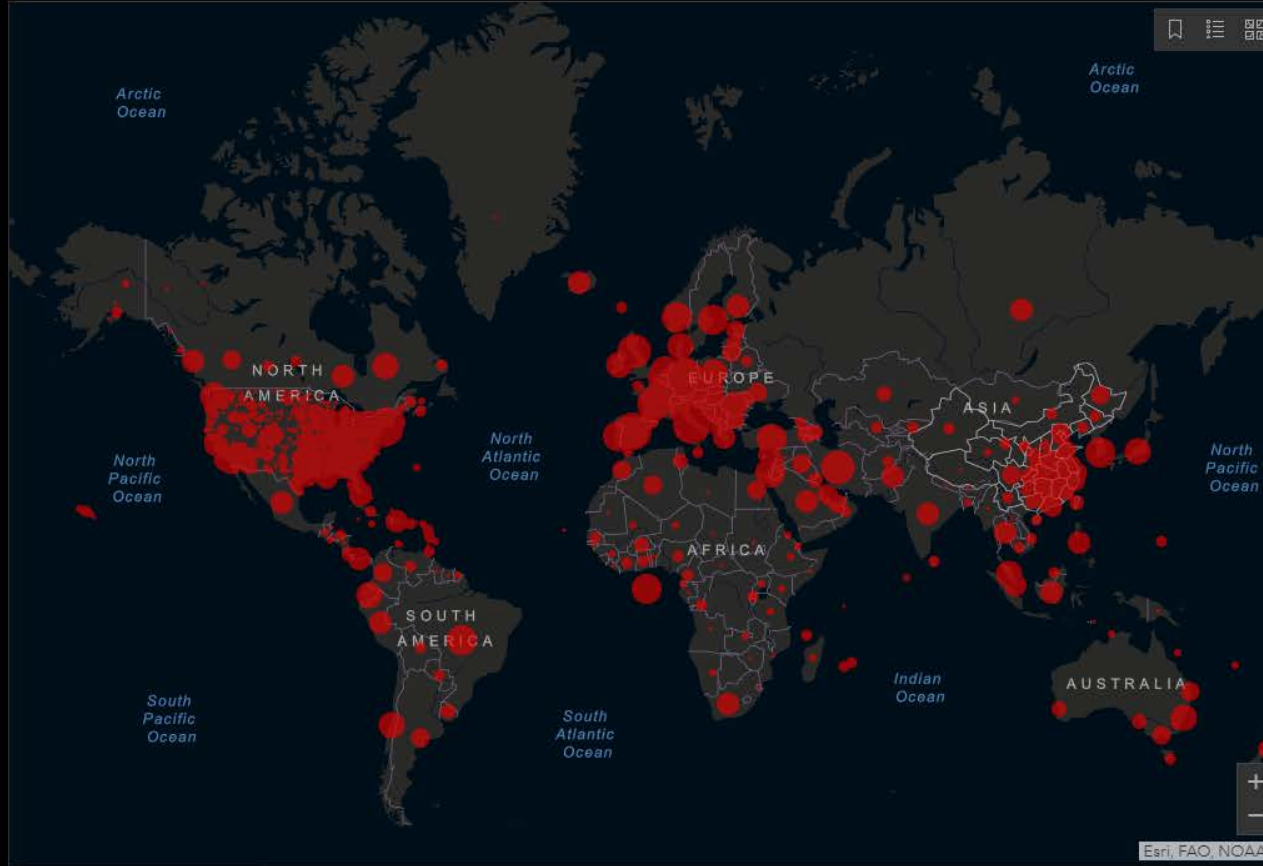 Arctic
Ocean
Arctic
Ocean
NORTH
AMERICA
EUROPE
ASIA
North
Pacific
Ocean
North
Atlantic
Ocean
North
Pacific
Ocean
AFRICA
SOUTH
AMERICA
South
Pacific
Ocean
South
Atlantic
Ocean
Indian
Ocean
AUSTRALIA
+
−
Esri, FAO, NOAA